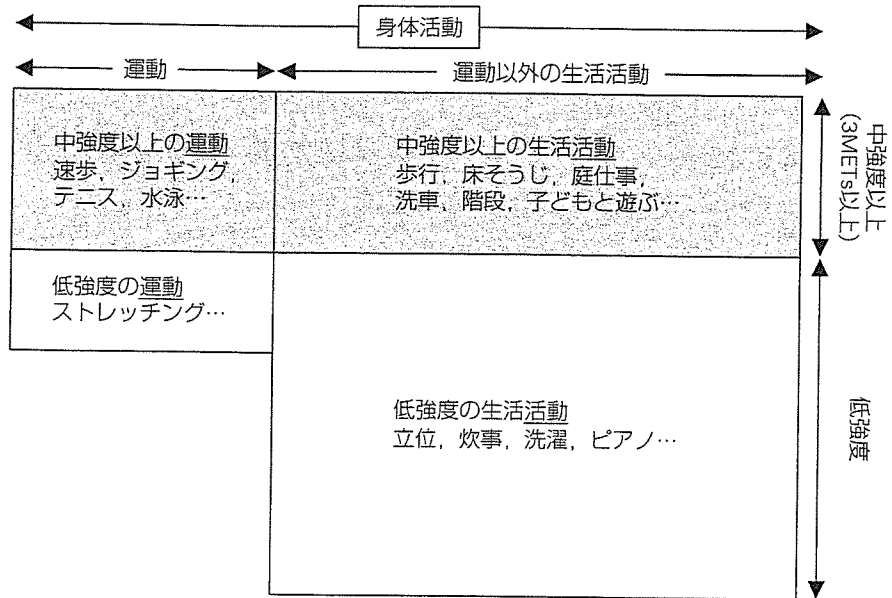 身体活動
運動
運動以外の生活活動
中強度以上の運動
速歩，ジョギング，
テニス，水泳…
中強度以上の生活活動
歩行，床そうじ，庭仕事，
洗車，階段，子どもと遊ぶ…
中強度以上
(3METs以上)
低強度の運動
ストレッチング…
低強度の生活活動
立位，炊事，洗濯，ピアノ…
低強度